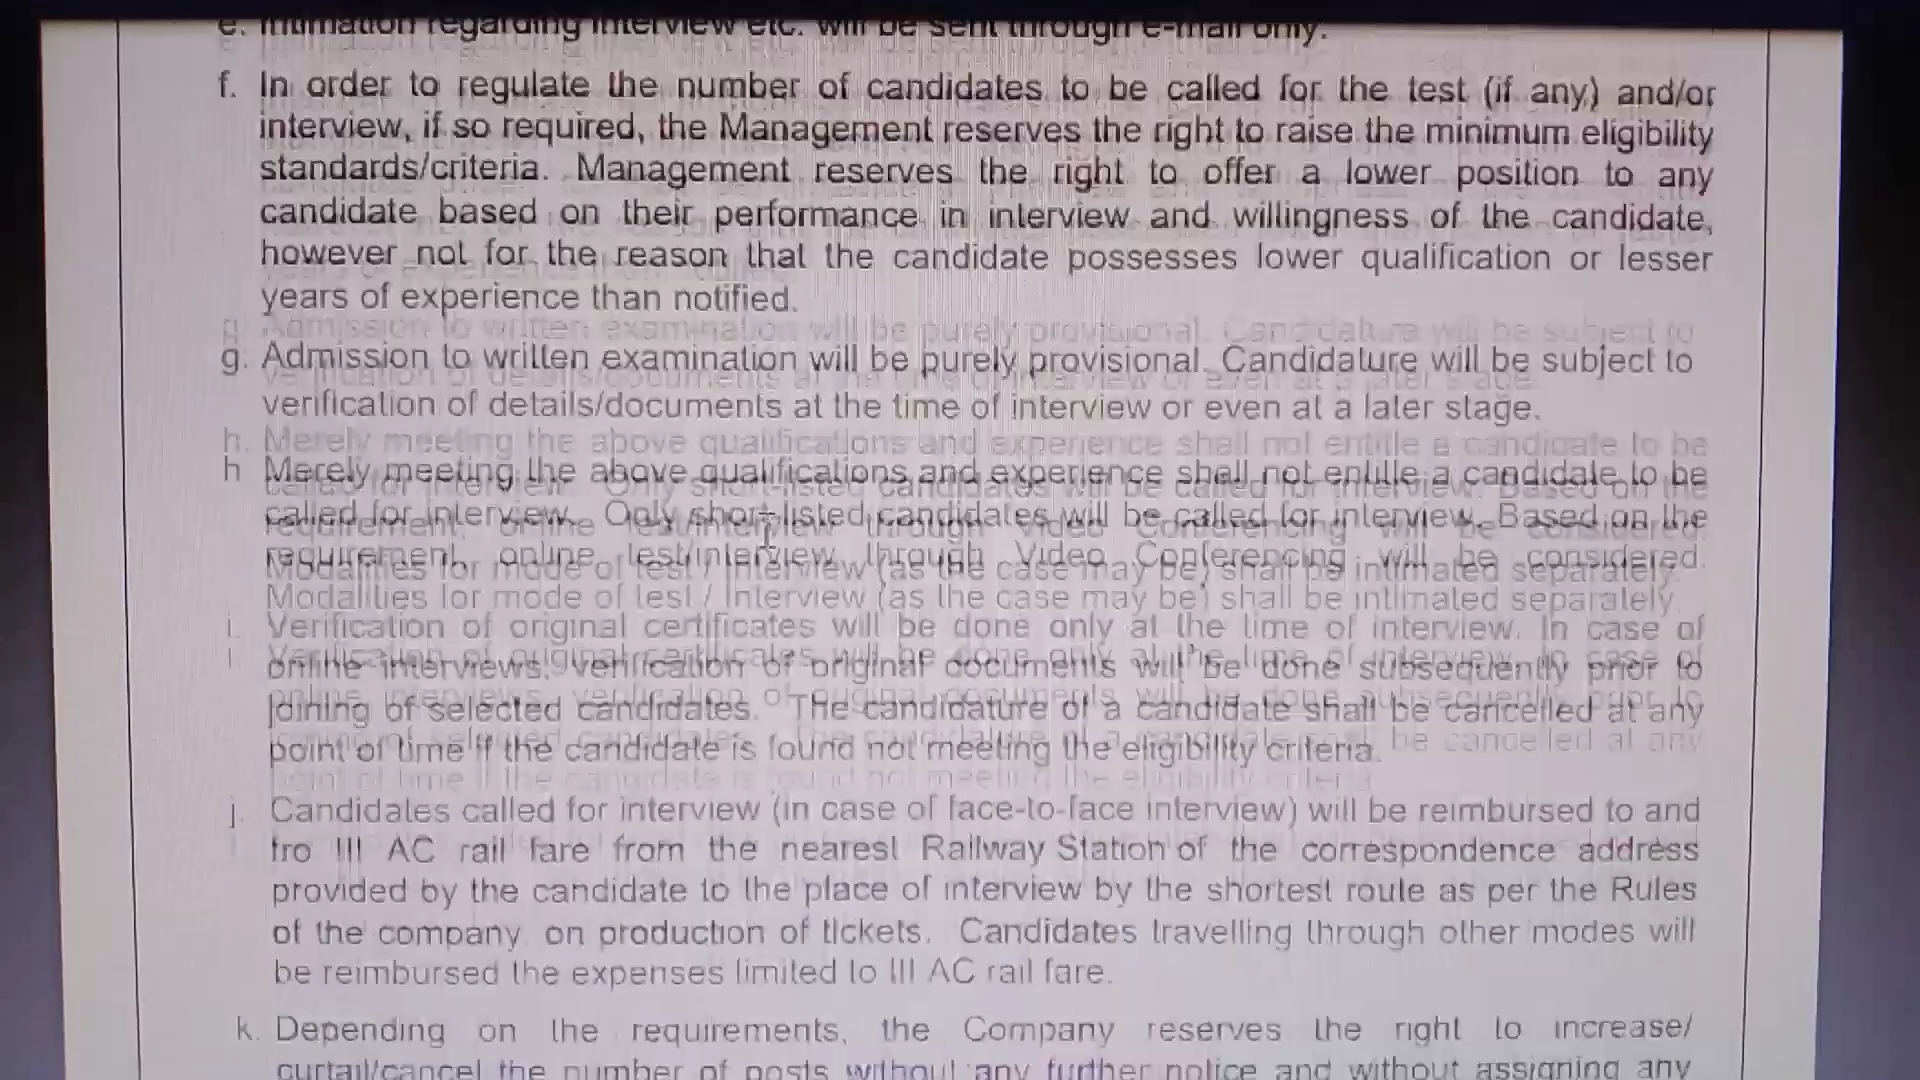 e. Intimation regarding interview etc. will be sent through e-mail only.
f. In order to regulate the number of candidates to be called for the test (if any) and/or
interview, if so required, the Management reserves the right to raise the minimum eligibility
standards/criteria. Management reserves the right to offer a lower position to any
candidate based on their performance in interview and willingness of the candidate,
however not for the reason that the candidate possesses lower qualification or lesser
years of experience than notified.
g. Admission to written examination will be purely provisional. Candidature will be subject to
verification of details/documents at the time of interview or even at a later stage.
h. Merely meeting the above qualifications and experience shall not entitle a candidate to be
called for interview. Only short-listed candidates will be called for interview. Based on the
requirement, online test/interview through Video Conferencing will be considered.
Modalities for mode of test / Interview (as the case may be) shall be intimated separately.
i. Verification of original certificates will be done only at the time of interview. In case of
online interviews, verification of original documents will be done subsequently prior to
joining of selected candidates. The candidature of a candidate shall be cancelled at any
point of time if the candidate is found not meeting the eligibility criteria.
j. Candidates called for interview (in case of face-to-face interview) will be reimbursed to and
fro III AC rail fare from the nearest Railway Station of the correspondence address
provided by the candidate to the place of interview by the shortest route as per the Rules
of the company on production of tickets. Candidates travelling through other modes will
be reimbursed the expenses limited to III AC rail fare.
k. Depending on the requirements, the Company reserves the right to increase/
curtail/cancel the number of posts without any further notice and without assigning any